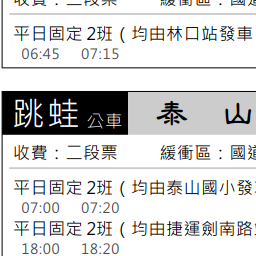 收費：二段票　緩衝區：國
平日固定 2班 ( 均由林口站發車
06:45 07:15
跳蛙 公車 泰 山
收費：二段票 緩衝區：國道
平日固定 2班 ( 均由泰山國小發
07:00 07:20
平日固定 2班 ( 均由捷運劍南路
18:00 18:20